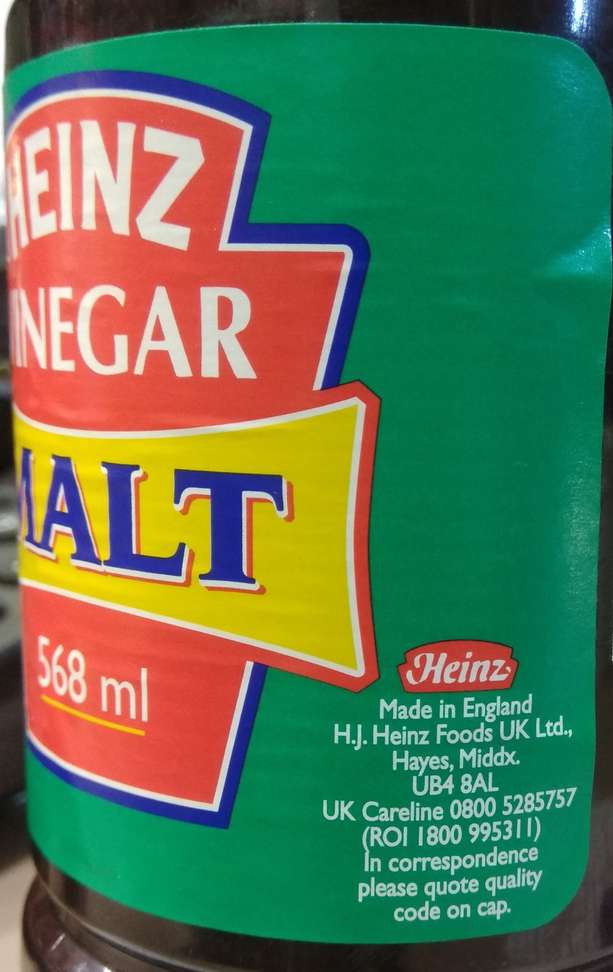 HEINZ
VINEGAR
MALT
568 ml
Heinz
Made in England
H.J. Heinz Foods UK Ltd.,
Hayes, Middx.
UB4 8AL
UK Careline 0800 5285757
(ROI 1800 995311)
In correspondence
please quote quality
code on cap.